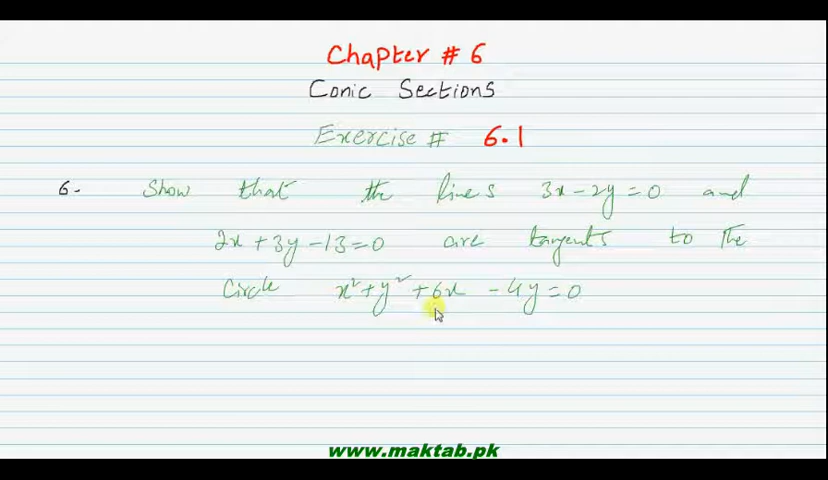 Chapter # 6
Conic Sections
Exercise # 6.1
6- Show that the lines 3x - 2y = 0 and
2x + 3y - 13 = 0 are tangents to the
Circle x² + y² + 6x - 4y = 0
www.maktab.pk